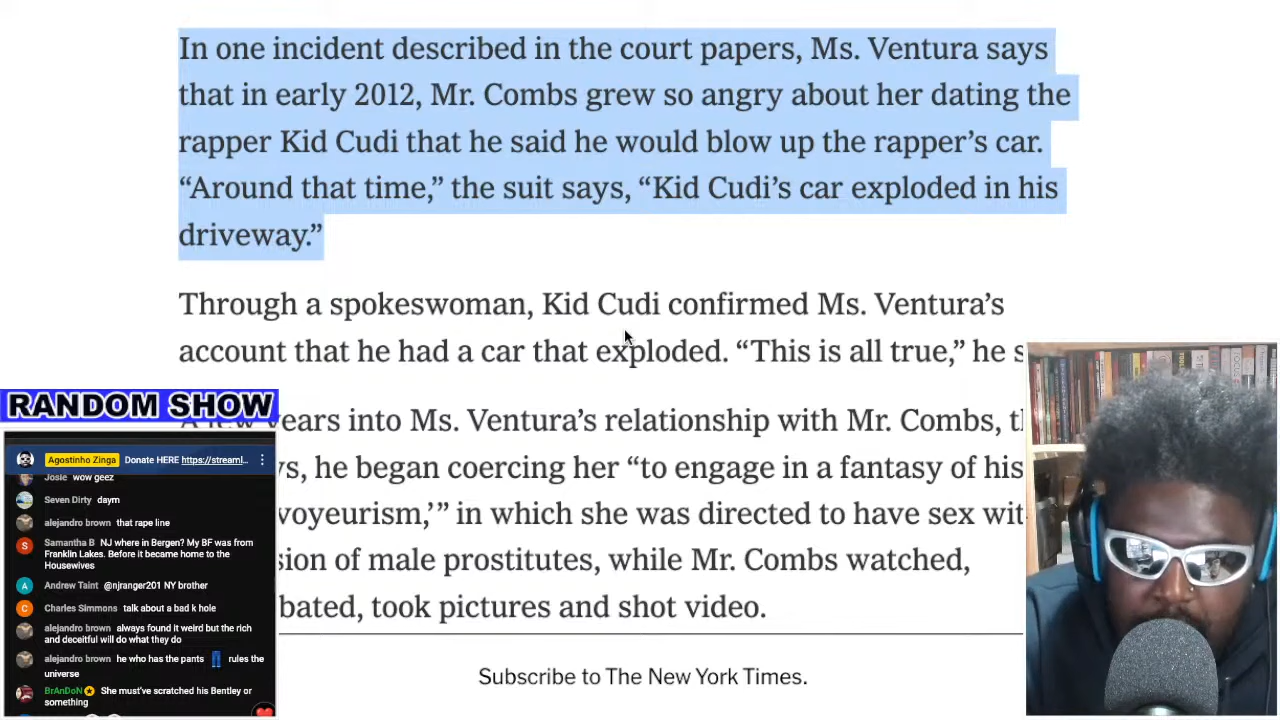 In one incident described in the court papers, Ms. Ventura says
that in early 2012, Mr. Combs grew so angry about her dating the
rapper Kid Cudi that he said he would blow up the rapper’s car.
“Around that time,” the suit says, “Kid Cudi’s car exploded in his
driveway.”
Through a spokeswoman, Kid Cudi confirmed Ms. Ventura’s
account that he had a car that exploded. “This is all true,” he s
years into Ms. Ventura’s relationship with Mr. Combs, t
s, he began coercing her “to engage in a fantasy of his
voyeurism,’” in which she was directed to have sex wit
sion of male prostitutes, while Mr. Combs watched,
bated, took pictures and shot video.
Subscribe to The New York Times.
RANDOM SHOW
Agostinho Zinga Donate HERE https://streaml...
Josie wow geez
Seven Dirty daym
alejandro brown that rape line
S Samantha B NJ where in Bergen? My BF was from
Franklin Lakes. Before it became home to the
Housewives
A Andrew Taint @njranger201 NY brother
C Charles Simmons talk about a bad k hole
alejandro brown always found it weird but the rich
and deceitful will do what they do
alejandro brown he who has the pants 👖 rules the
universe
BrAnDoN She must’ve scratched his Bentley or
something